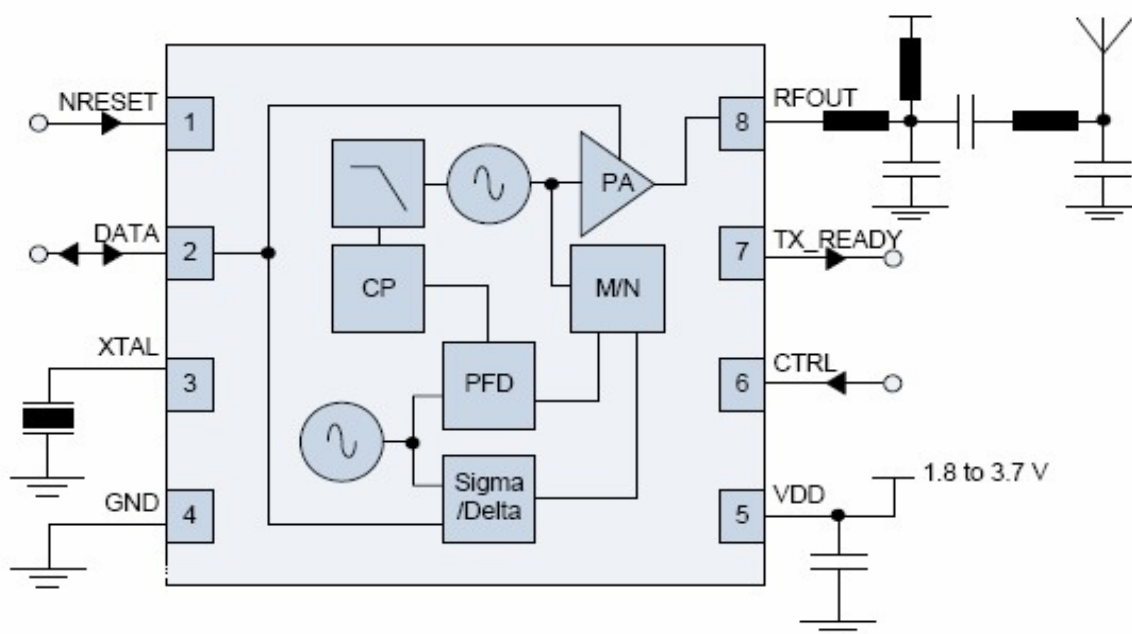 NRESET
1
DATA
2
XTAL
3
GND
4
CP
PA
M/N
PFD
Sigma
/Delta
8
RFOUT
7
TX_READY
6
CTRL
5
VDD
1.8 to 3.7 V